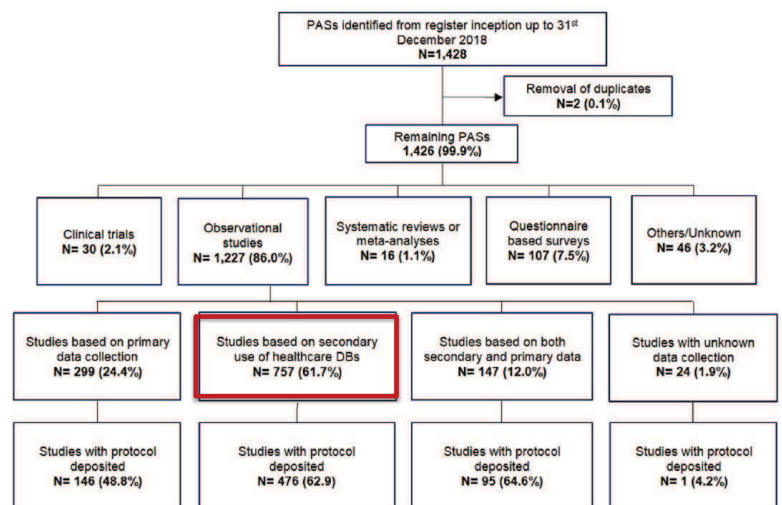 PASs identified from register inception up to 31st
December 2018
N=1,428
Removal of duplicates
N=2 (0.1%)
Remaining PASs
1,426 (99.9%)
Clinical trials
N= 30 (2.1%)
Observational
studies
N= 1,227 (86.0%)
Systematic reviews or
meta-analyses
N= 16 (1.1%)
Questionnaire
based surveys
N= 107 (7.5%)
Others/Unknown
N= 46 (3.2%)
Studies based on primary
data collection
N= 299 (24.4%)
Studies based on secondary
use of healthcare DBs
N= 757 (61.7%)
Studies based on both
secondary and primary data
N= 147 (12.0%)
Studies with unknown
data collection
N= 24 (1.9%)
Studies with protocol
deposited
N= 146 (48.8%)
Studies with protocol
deposited
N= 476 (62.9)
Studies with protocol
deposited
N= 95 (64.6%)
Studies with protocol
deposited
N= 1 (4.2%)